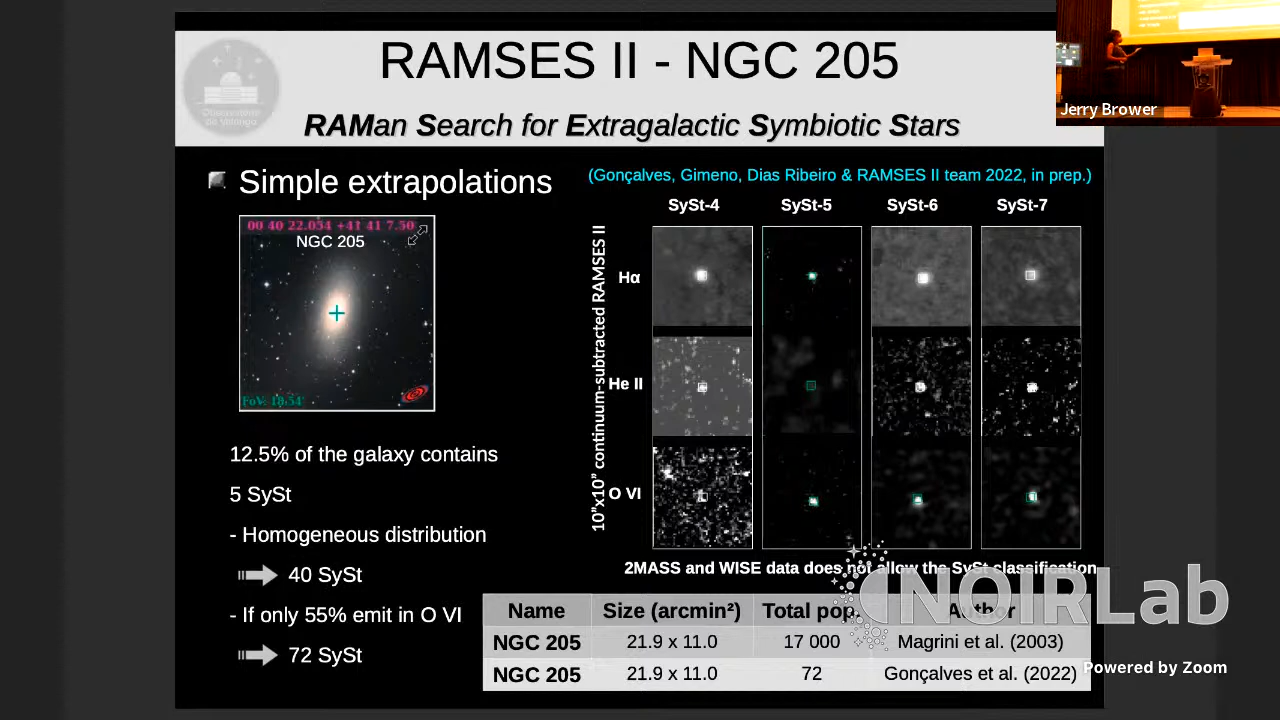 RAMSES II - NGC 205
RAMan Search for Extragalactic Symbiotic Stars
Observatório
do Valongo
Jerry Brower
Simple extrapolations
(Gonçalves, Gimeno, Dias Ribeiro & RAMSES II team 2022, in prep.)
SySt-4 SySt-5 SySt-6 SySt-7
00 40 22.054 +41 41 7.50
NGC 205
FoV: 18.54'
10”x10” continuum-subtracted RAMSES II
Hα
He II
O VI
12.5% of the galaxy contains
5 SySt
- Homogeneous distribution
40 SySt
- If only 55% emit in O VI
72 SySt
2MASS and WISE data does not allow the SySt classification
Name Size (arcmin²) Total pop. Author
NGC 205 21.9 x 11.0 17 000 Magrini et al. (2003)
NGC 205 21.9 x 11.0 72 Gonçalves et al. (2022)
NOIRLab
Powered by Zoom